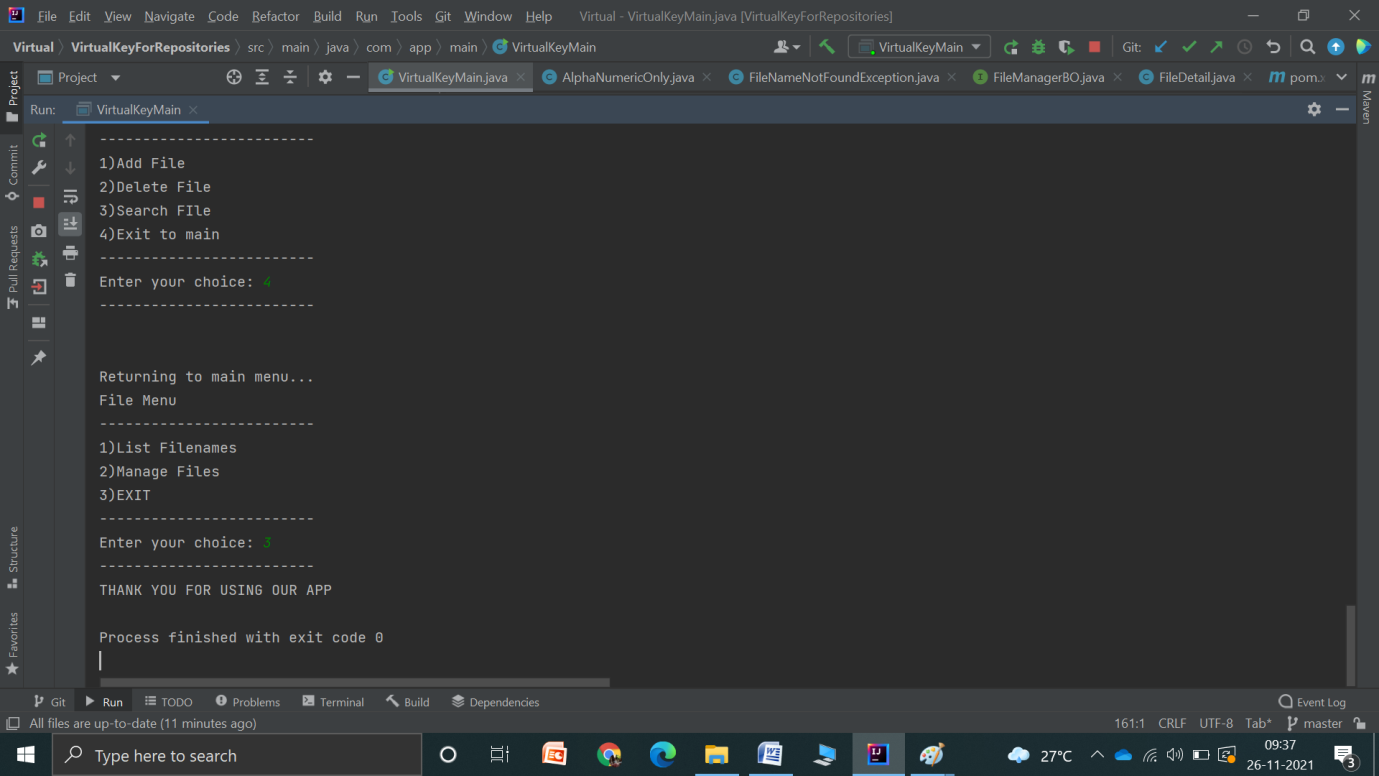 File Edit View Navigate Code Refactor Build Run Tools Git Window Help Virtual - VirtualKeyMain.java [VirtualKeyForRepositories]
Virtual VirtualKeyForRepositories src main java com app main VirtualKeyMain VirtualKeyMain Git:
Project VirtualKeyMain.java AlphaNumericOnly.java FileNameNotFoundException.java FileManagerBO.java FileDetail.java pom.x
Run: VirtualKeyMain
Project
Commit
Pull Requests
Structure
Favorites
Maven
-------------------------
1)Add File
2)Delete File
3)Search FIle
4)Exit to main
-------------------------
Enter your choice: 4
-------------------------
Returning to main menu...
File Menu
-------------------------
1)List Filenames
2)Manage Files
3)EXIT
-------------------------
Enter your choice: 3
-------------------------
THANK YOU FOR USING OUR APP
Process finished with exit code 0
Git Run TODO Problems Terminal Build Dependencies Event Log
All files are up-to-date (11 minutes ago) 161:1 CRLF UTF-8 Tab* master
Type here to search 27°C 09:37
26-11-2021 3